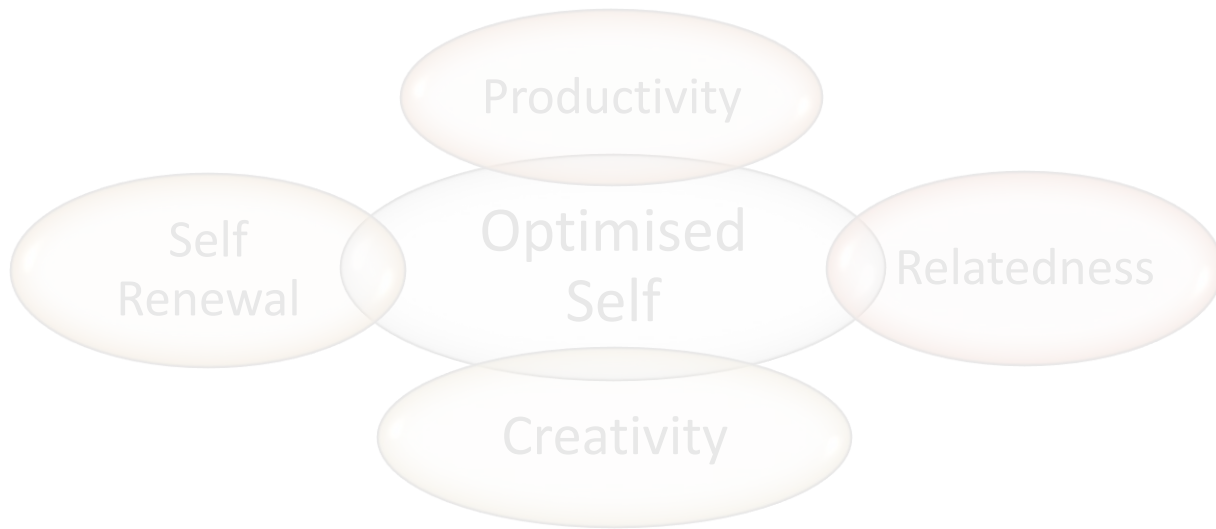 Productivity
Self
Renewal
Optimised
Self
Relatedness
Creativity